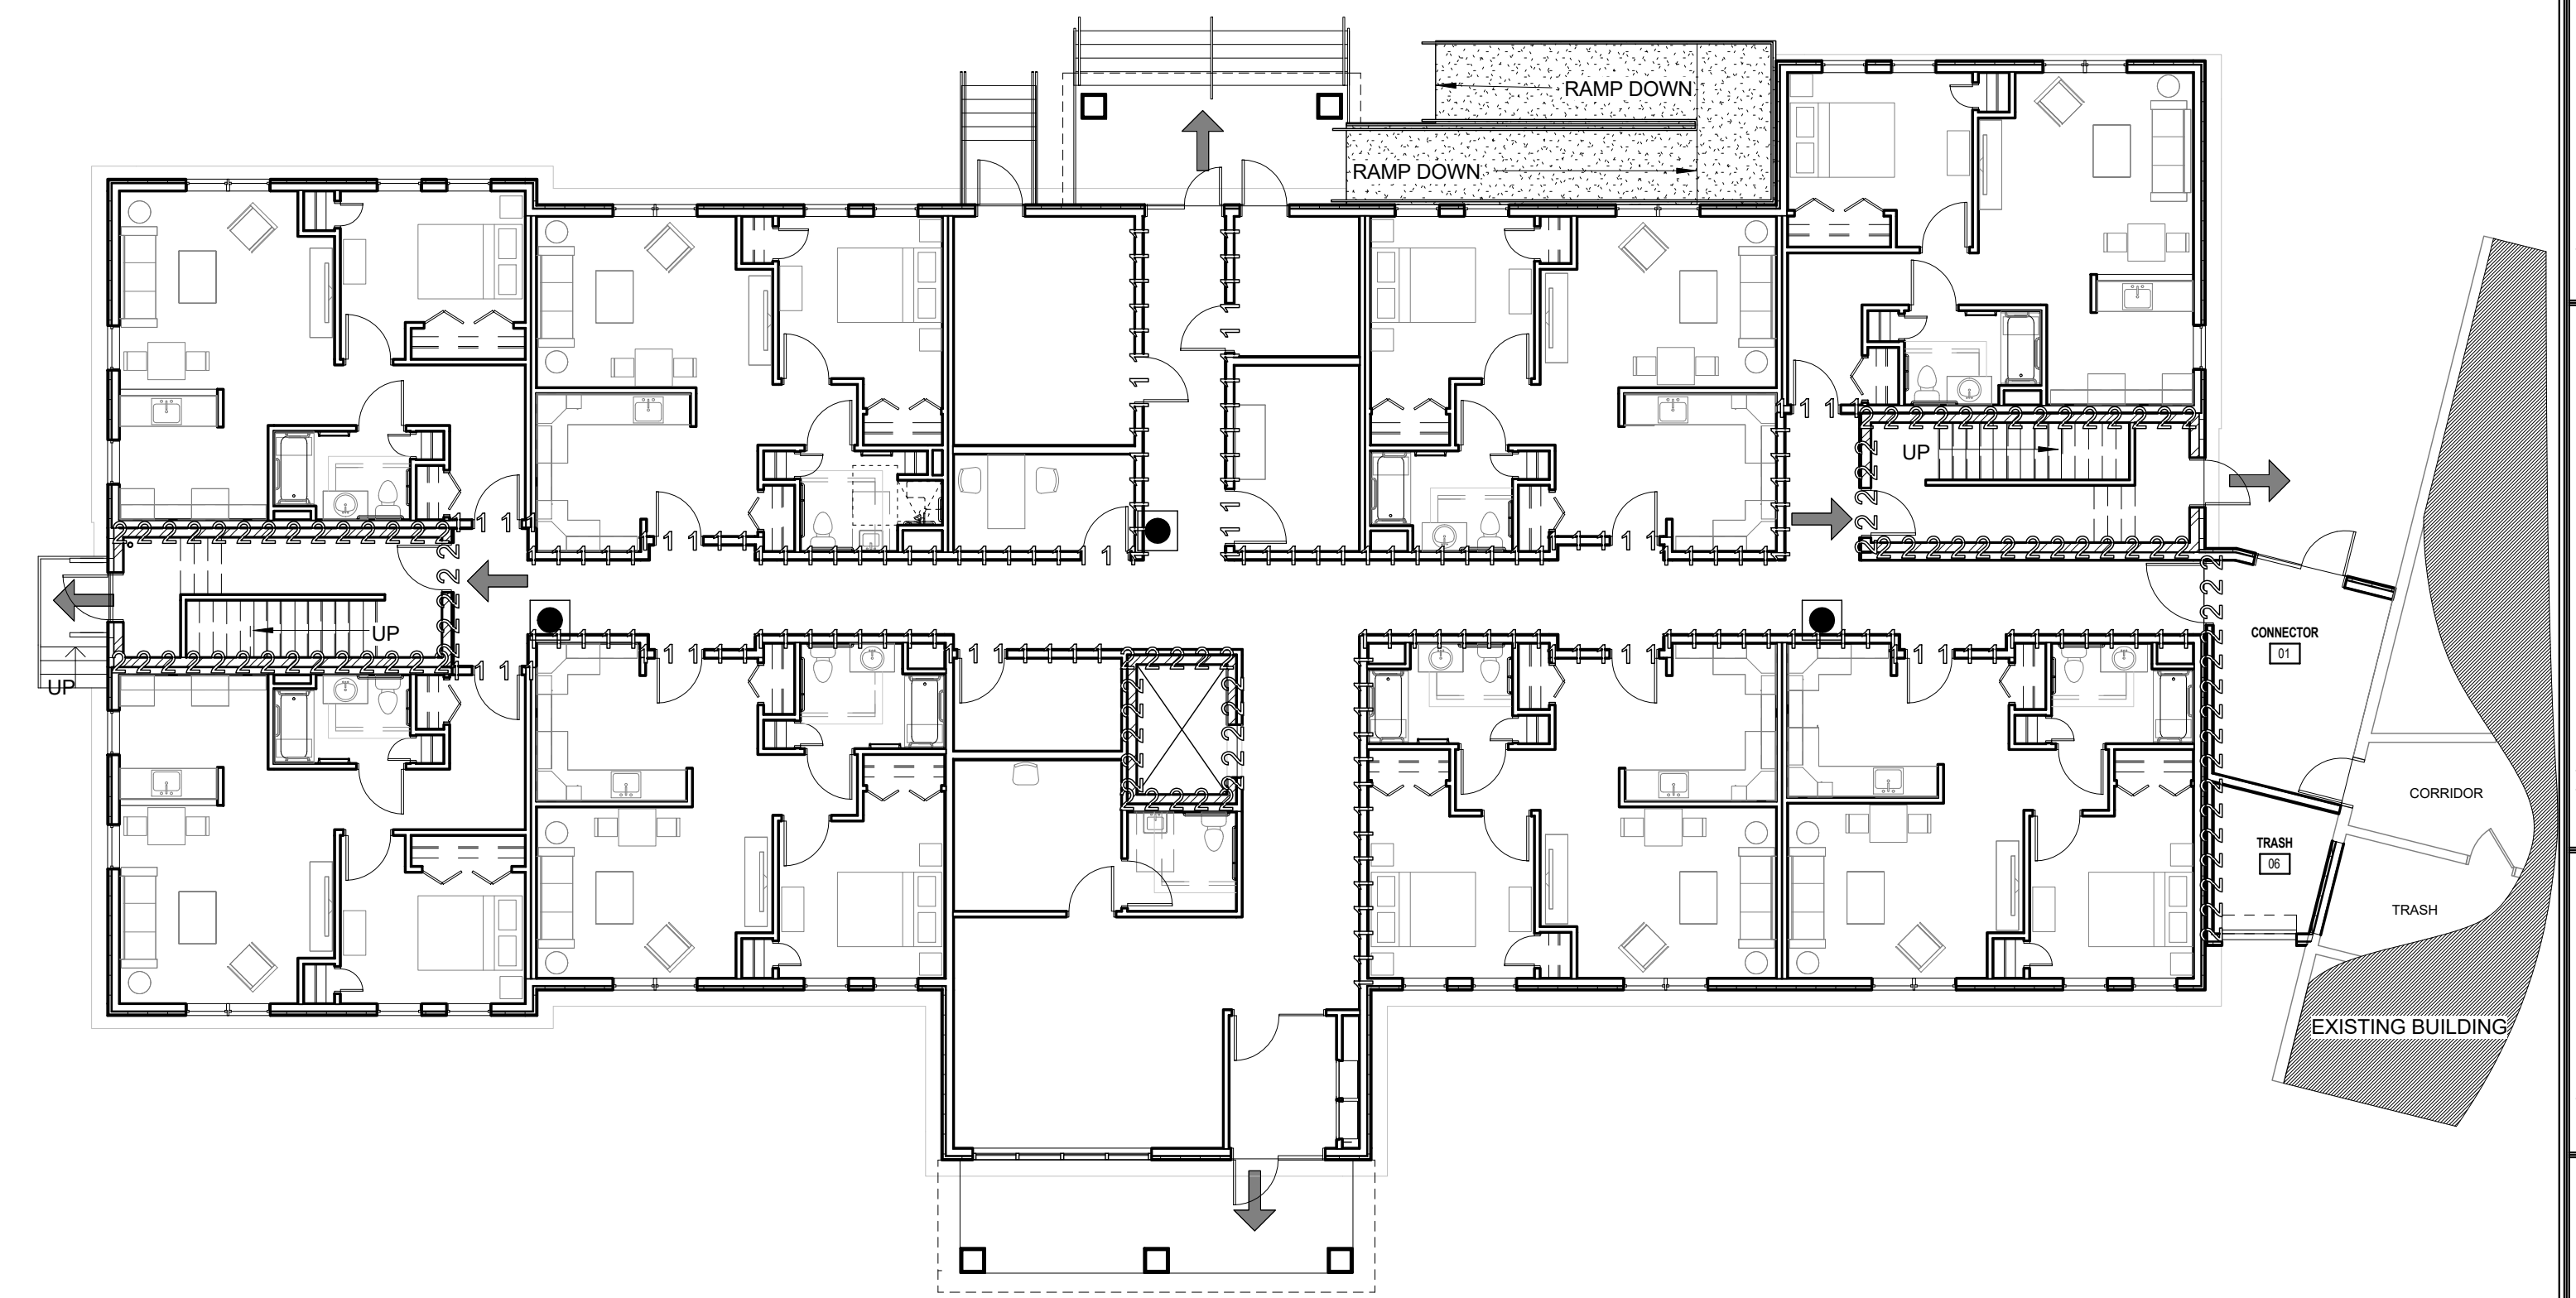 RAMP DOWN
RAMP DOWN
UP
UP
UP
CONNECTOR
01
CORRIDOR
TRASH
06
TRASH
EXISTING BUILDING